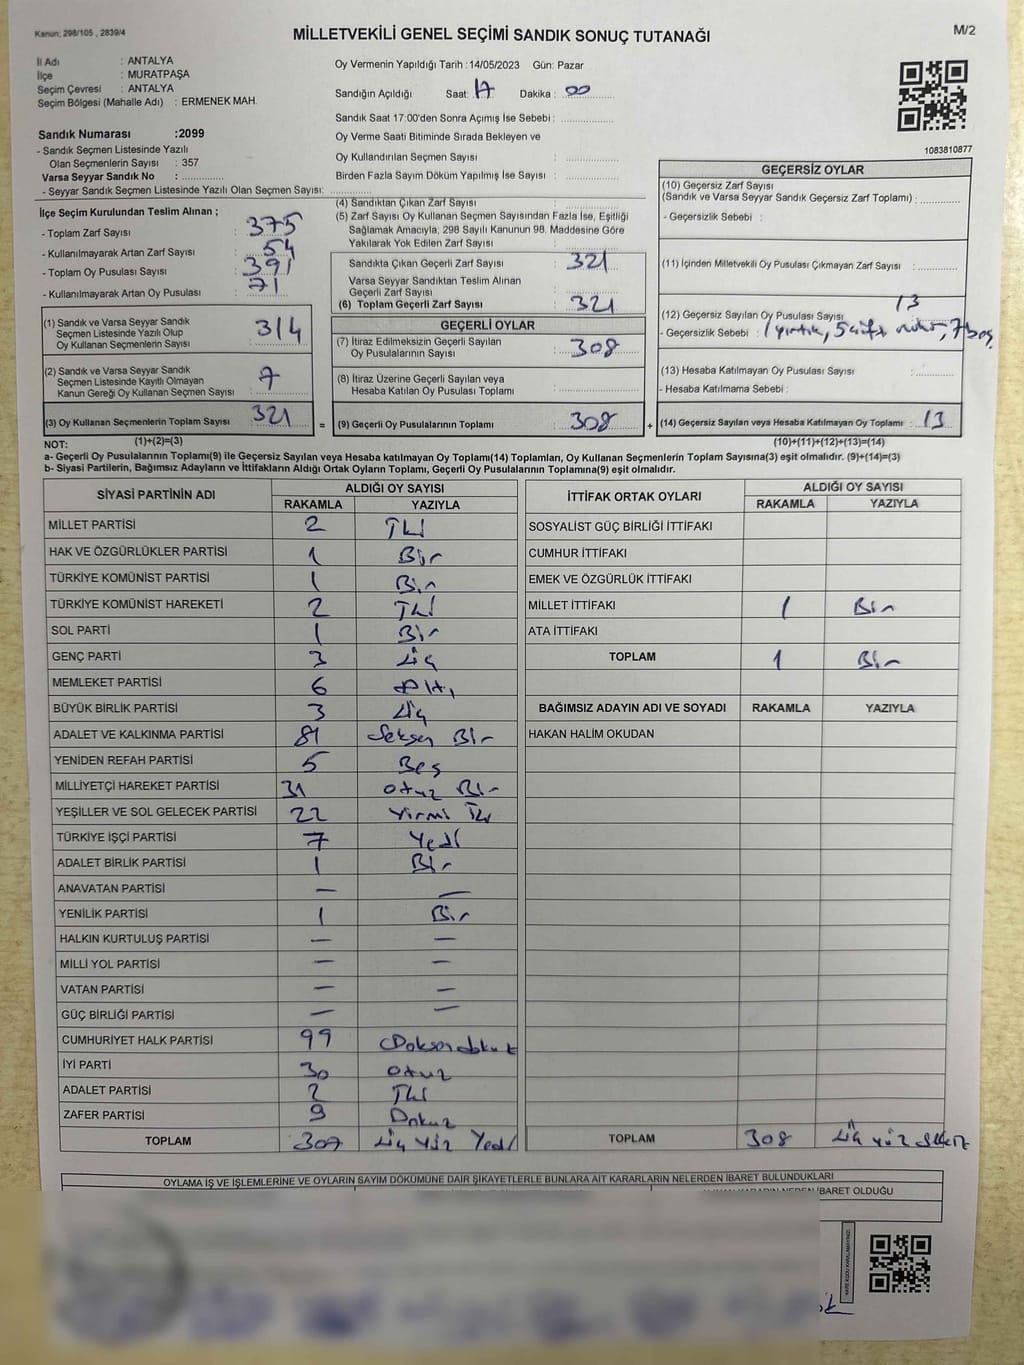 Kanun: 298/105 , 2839/4
MİLLETVEKİLİ GENEL SEÇİMİ SANDIK SONUÇ TUTANAĞI
M/2
İl Adı : ANTALYA
İlçe : MURATPAŞA
Seçim Çevresi : ANTALYA
Seçim Bölgesi (Mahalle Adı) : ERMENEK MAH.
Sandık Numarası :2099
- Sandık Seçmen Listesinde Yazılı
Olan Seçmenlerin Sayısı : 357
Varsa Seyyar Sandık No :
- Seyyar Sandık Seçmen Listesinde Yazılı Olan Seçmen Sayısı:
Oy Vermenin Yapıldığı Tarih :14/05/2023 Gün: Pazar
Sandığın Açıldığı Saat: 17 Dakika : 00
Sandık Saat 17:00'den Sonra Açımış İse Sebebi :
Oy Verme Saati Bitiminde Sırada Bekleyen ve
Oy Kullandırılan Seçmen Sayısı :
Birden Fazla Sayım Döküm Yapılmış İse Sayısı :
1083810877
İlçe Seçim Kurulundan Teslim Alınan ;
- Toplam Zarf Sayısı : 375
- Kullanılmayarak Artan Zarf Sayısı : 54
- Toplam Oy Pusulası Sayısı : 391
- Kullanılmayarak Artan Oy Pusulası : 71
(1) Sandık ve Varsa Seyyar Sandık
Seçmen Listesinde Yazılı Olup
Oy Kullanan Seçmenlerin Sayısı : 314
(2) Sandık ve Varsa Seyyar Sandık
Seçmen Listesinde Kayıtlı Olmayan
Kanun Gereği Oy Kullanan Seçmen Sayısı : 7
(3) Oy Kullanan Seçmenlerin Toplam Sayısı : 321
(4) Sandıktan Çıkan Zarf Sayısı :
(5) Zarf Sayısı Oy Kullanan Seçmen Sayısından Fazla İse, Eşitliği
Sağlamak Amacıyla; 298 Sayılı Kanunun 98. Maddesine Göre
Yakılarak Yok Edilen Zarf Sayısı :
Sandıkta Çıkan Geçerli Zarf Sayısı : 321
Varsa Seyyar Sandıktan Teslim Alınan
Geçerli Zarf Sayısı :
(6) Toplam Geçerli Zarf Sayısı : 321
GEÇERLİ OYLAR
(7) İtiraz Edilmeksizin Geçerli Sayılan
Oy Pusulalarının Sayısı : 308
(8) İtiraz Üzerine Geçerli Sayılan veya
Hesaba Katılan Oy Pusulası Toplamı :
= (9) Geçerli Oy Pusulalarının Toplamı : 308 +
GEÇERSİZ OYLAR
(10) Geçersiz Zarf Sayısı
(Sandık ve Varsa Seyyar Sandık Geçersiz Zarf Toplamı) :
- Geçersizlik Sebebi :
(11) İçinden Milletvekili Oy Pusulası Çıkmayan Zarf Sayısı :
(12) Geçersiz Sayılan Oy Pusulası Sayısı : 13
- Geçersizlik Sebebi : 1 yırtık, 5 çift mühür, 7 boş
(13) Hesaba Katılmayan Oy Pusulası Sayısı :
- Hesaba Katılmama Sebebi :
(14) Geçersiz Sayılan veya Hesaba Katılmayan Oy Toplamı : 13
NOT: (1)+(2)=(3) (10)+(11)+(12)+(13)=(14)
a- Geçerli Oy Pusulalarının Toplamı(9) ile Geçersiz Sayılan veya Hesaba katılmayan Oy Toplamı(14) Toplamları, Oy Kullanan Seçmenlerin Toplam Sayısına(3) eşit olmalıdır. (9)+(14)=(3)
b- Siyasi Partilerin, Bağımsız Adayların ve İttifakların Aldığı Ortak Oyların Toplamı, Geçerli Oy Pusulalarının Toplamına(9) eşit olmalıdır.
SİYASİ PARTİNİN ADI ALDIĞI OY SAYISI
RAKAMLA YAZIYLA
MİLLET PARTİSİ 2 İki
HAK VE ÖZGÜRLÜKLER PARTİSİ 1 Bir
TÜRKİYE KOMÜNİST PARTİSİ 1 Bir
TÜRKİYE KOMÜNİST HAREKETİ 2 İki
SOL PARTİ 1 Bir
GENÇ PARTİ 3 Üç
MEMLEKET PARTİSİ 6 Altı
BÜYÜK BİRLİK PARTİSİ 3 Üç
ADALET VE KALKINMA PARTİSİ 81 Seksen Bir
YENİDEN REFAH PARTİSİ 5 Beş
MİLLİYETÇİ HAREKET PARTİSİ 31 Otuz Bir
YEŞİLLER VE SOL GELECEK PARTİSİ 22 Yirmi İki
TÜRKİYE İŞÇİ PARTİSİ 7 Yedi
ADALET BİRLİK PARTİSİ 1 Bir
ANAVATAN PARTİSİ — —
YENİLİK PARTİSİ 1 Bir
HALKIN KURTULUŞ PARTİSİ — —
MİLLİ YOL PARTİSİ — —
VATAN PARTİSİ — —
GÜÇ BİRLİĞİ PARTİSİ — —
CUMHURİYET HALK PARTİSİ 99 Doksan dokuz
İYİ PARTİ 30 Otuz
ADALET PARTİSİ 2 İki
ZAFER PARTİSİ 9 Dokuz
TOPLAM 307 Üç yüz Yedi
İTTİFAK ORTAK OYLARI ALDIĞI OY SAYISI
RAKAMLA YAZIYLA
SOSYALİST GÜÇ BİRLİĞİ İTTİFAKI
CUMHUR İTTİFAKI
EMEK VE ÖZGÜRLÜK İTTİFAKI
MİLLET İTTİFAKI 1 Bir
ATA İTTİFAKI
TOPLAM 1 Bir
BAĞIMSIZ ADAYIN ADI VE SOYADI RAKAMLA YAZIYLA
HAKAN HALİM OKUDAN
TOPLAM 308 Üç yüz sekiz
OYLAMA İŞ VE İŞLEMLERİNE VE OYLARIN SAYIM DÖKÜMÜNE DAİR ŞİKAYETLERLE BUNLARA AİT KARARLARIN NELERDEN İBARET BULUNDUKLARI
İBARET OLDUĞU